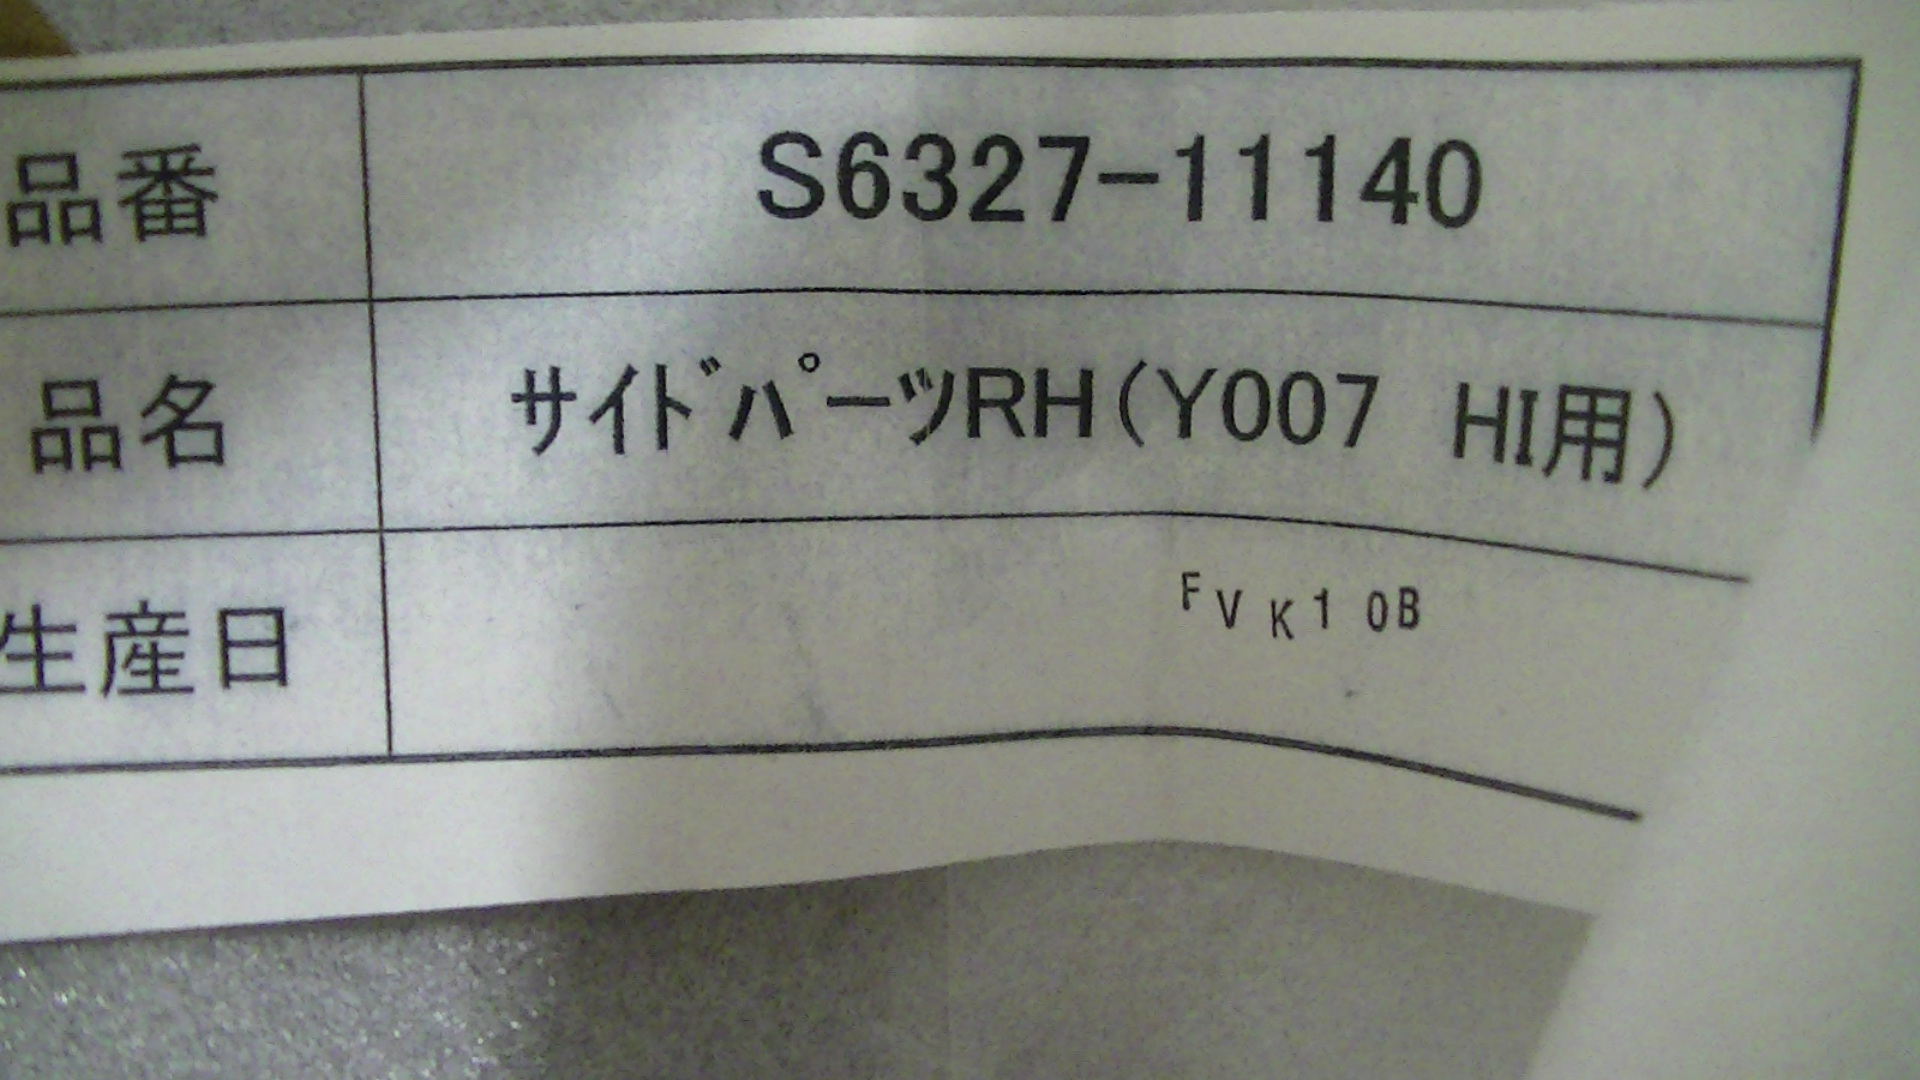 品番 S6327-11140
品名 サイドパーツRH(Y007 HI用)
生産日 FVK10B